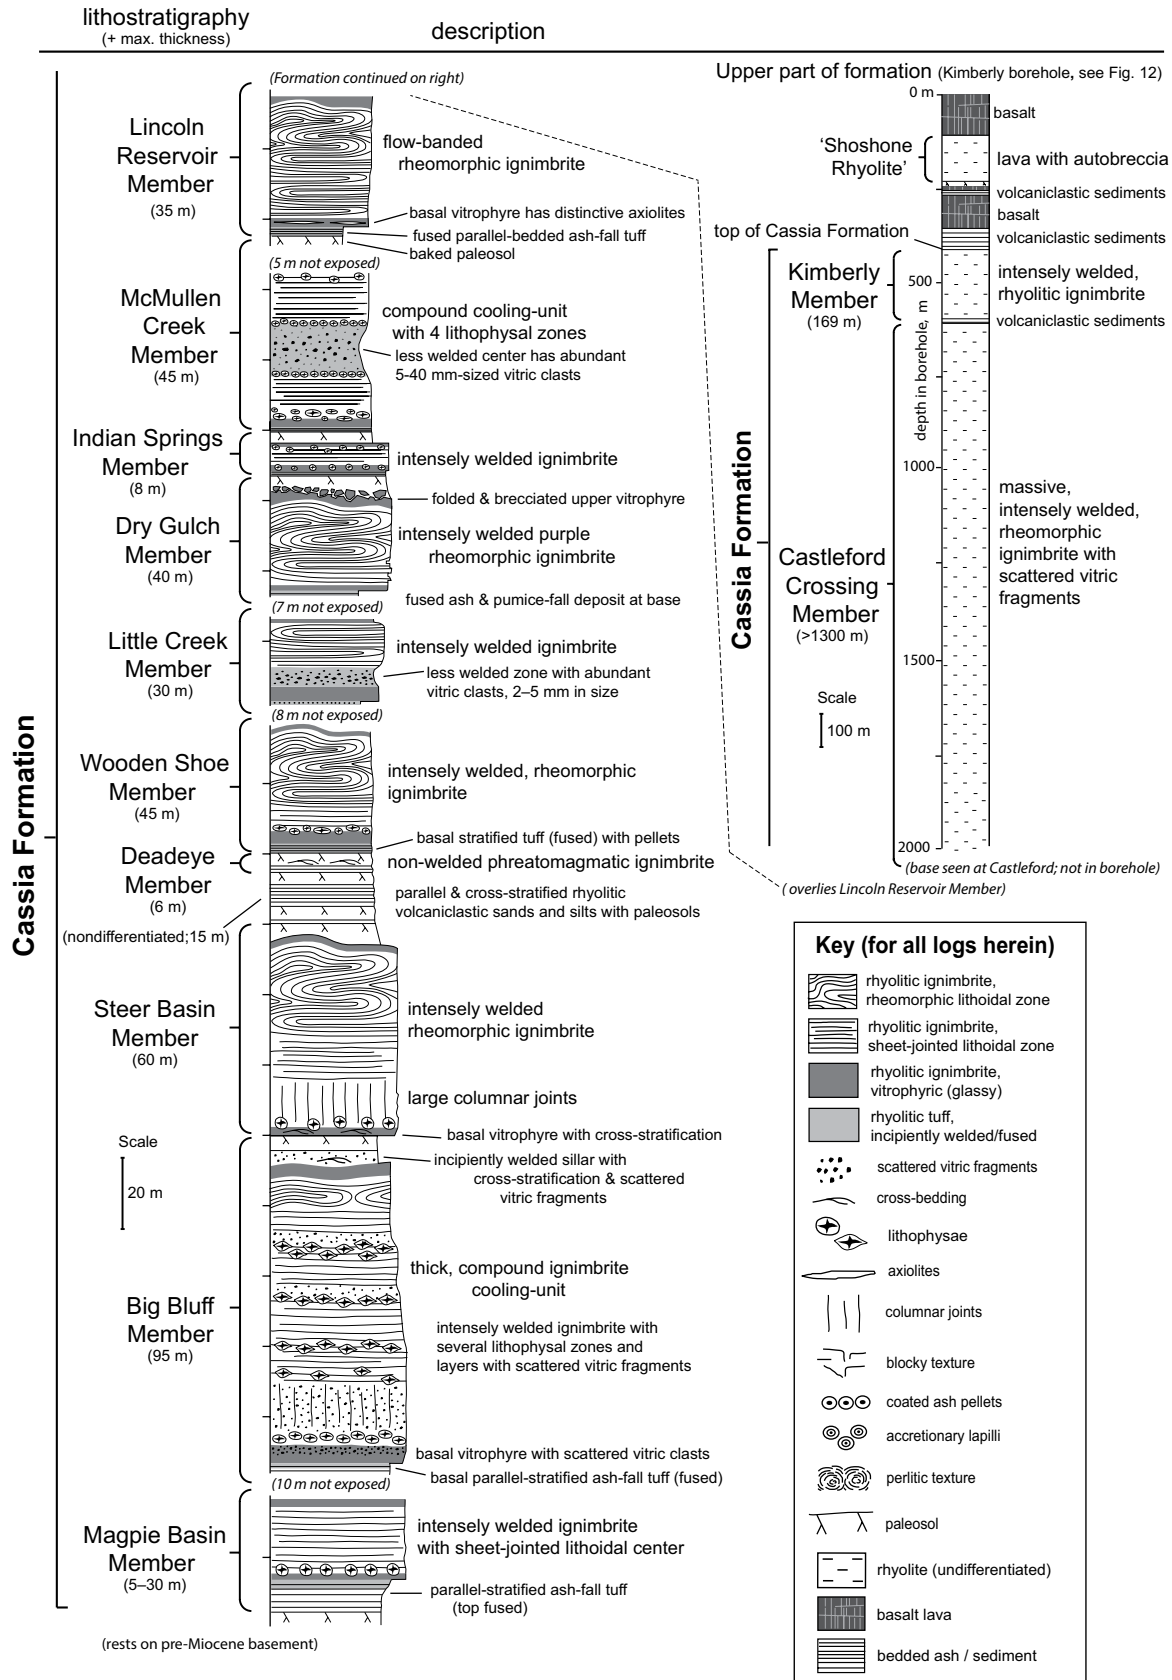 lithostratigraphy
(+ max. thickness)
description
(Formation continued on right)
Lincoln
Reservoir
Member
(35 m)
flow-banded
rheomorphic ignimbrite
basal vitrophyre has distinctive axiolites
fused parallel-bedded ash-fall tuff
baked paleosol
(5 m not exposed)
McMullen
Creek
Member
(45 m)
compound cooling-unit
with 4 lithophysal zones
less welded center has abundant
5-40 mm-sized vitric clasts
Indian Springs
Member
(8 m)
intensely welded ignimbrite
folded & brecciated upper vitrophyre
Dry Gulch
Member
(40 m)
intensely welded purple
rheomorphic ignimbrite
fused ash & pumice-fall deposit at base
(7 m not exposed)
Little Creek
Member
(30 m)
intensely welded ignimbrite
less welded zone with abundant
vitric clasts, 2–5 mm in size
(8 m not exposed)
Cassia Formation
Wooden Shoe
Member
(45 m)
intensely welded, rheomorphic
ignimbrite
basal stratified tuff (fused) with pellets
Deadeye
Member
(6 m)
non-welded phreatomagmatic ignimbrite
parallel & cross-stratified rhyolitic
volcaniclastic sands and silts with paleosols
(nondifferentiated;15 m)
Steer Basin
Member
(60 m)
intensely welded
rheomorphic ignimbrite
large columnar joints
basal vitrophyre with cross-stratification
Scale
20 m
incipiently welded sillar with
cross-stratification & scattered
vitric fragments
Big Bluff
Member
(95 m)
thick, compound ignimbrite
cooling-unit
intensely welded ignimbrite with
several lithophysal zones and
layers with scattered vitric fragments
basal vitrophyre with scattered vitric clasts
basal parallel-stratified ash-fall tuff (fused)
(10 m not exposed)
Magpie Basin
Member
(5–30 m)
intensely welded ignimbrite
with sheet-jointed lithoidal center
parallel-stratified ash-fall tuff
(top fused)
(rests on pre-Miocene basement)
Upper part of formation (Kimberly borehole, see Fig. 12)
0 m
basalt
'Shoshone
Rhyolite'
lava with autobreccia
volcaniclastic sediments
basalt
top of Cassia Formation
volcaniclastic sediments
Kimberly
Member
(169 m)
500
intensely welded,
rhyolitic ignimbrite
volcaniclastic sediments
depth in borehole, m
1000
Cassia Formation
Castleford
Crossing
Member
(>1300 m)
massive,
intensely welded,
rheomorphic
ignimbrite with
scattered vitric
fragments
1500
Scale
100 m
2000
(base seen at Castleford; not in borehole)
( overlies Lincoln Reservoir Member)
Key (for all logs herein)
rhyolitic ignimbrite,
rheomorphic lithoidal zone
rhyolitic ignimbrite,
sheet-jointed lithoidal zone
rhyolitic ignimbrite,
vitrophyric (glassy)
rhyolitic tuff,
incipiently welded/fused
scattered vitric fragments
cross-bedding
lithophysae
axiolites
columnar joints
blocky texture
coated ash pellets
accretionary lapilli
perlitic texture
paleosol
rhyolite (undifferentiated)
basalt lava
bedded ash / sediment